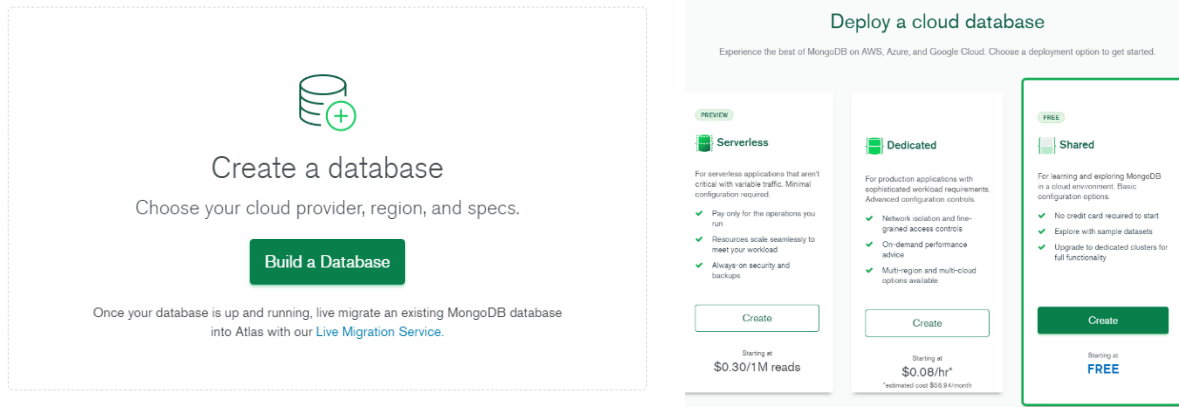 Create a database
Choose your cloud provider, region, and specs.
Build a Database
Once your database is up and running, live migrate an existing MongoDB database
into Atlas with our Live Migration Service.
Deploy a cloud database
Experience the best of MongoDB on AWS, Azure, and Google Cloud. Choose a deployment option to get started.
PREVIEW
Serverless
For serverless applications that aren't
critical with variable traffic. Minimal
configuration required.
Pay only for the operations you
run
Resources scale seamlessly to
meet your workload
Always-on security and
backups
Create
Starting at
$0.30/1M reads
Dedicated
For production applications with
sophisticated workload requirements.
Advanced configuration controls.
Network isolation and fine-
grained access controls
On-demand performance
advice
Multi-region and multi-cloud
options available
Create
Starting at
$0.08/hr*
*estimated cost $56.94/month
FREE
Shared
For learning and exploring MongoDB
in a cloud environment. Basic
configuration options.
No credit card required to start
Explore with sample datasets
Upgrade to dedicated clusters for
full functionality
Create
Starting at
FREE